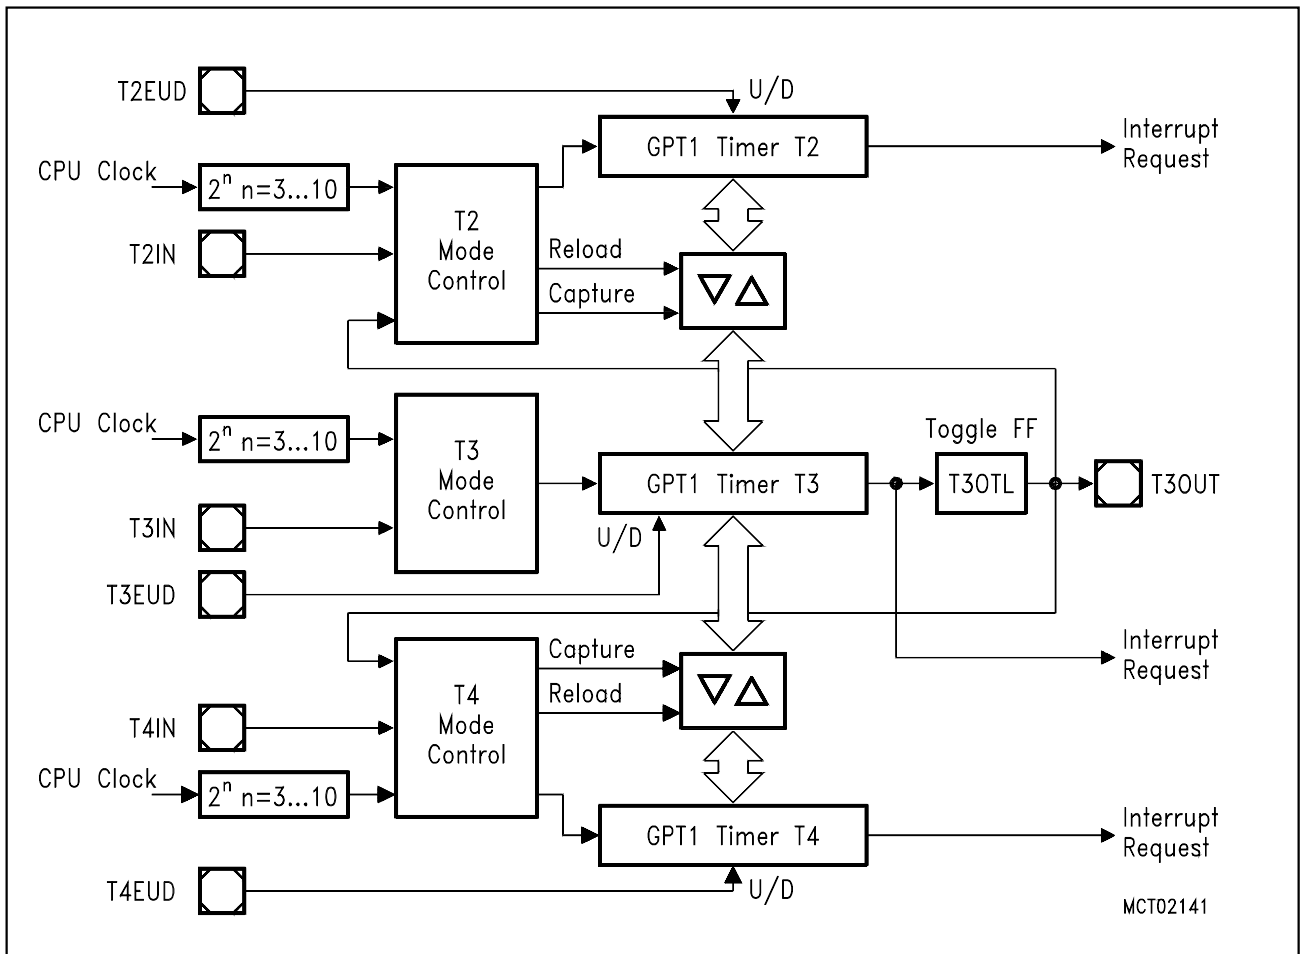 T2EUD
U/D
GPT1 Timer T2
Interrupt
Request
CPU Clock
2n n=3...10
T2
Mode
Control
T2IN
Reload
Capture
CPU Clock
2n n=3...10
T3
Mode
Control
GPT1 Timer T3
Toggle FF
T3OTL
T3OUT
T3IN
U/D
T3EUD
Interrupt
Request
Capture
Reload
T4
Mode
Control
T4IN
CPU Clock
2n n=3...10
GPT1 Timer T4
Interrupt
Request
T4EUD
U/D
MCT02141